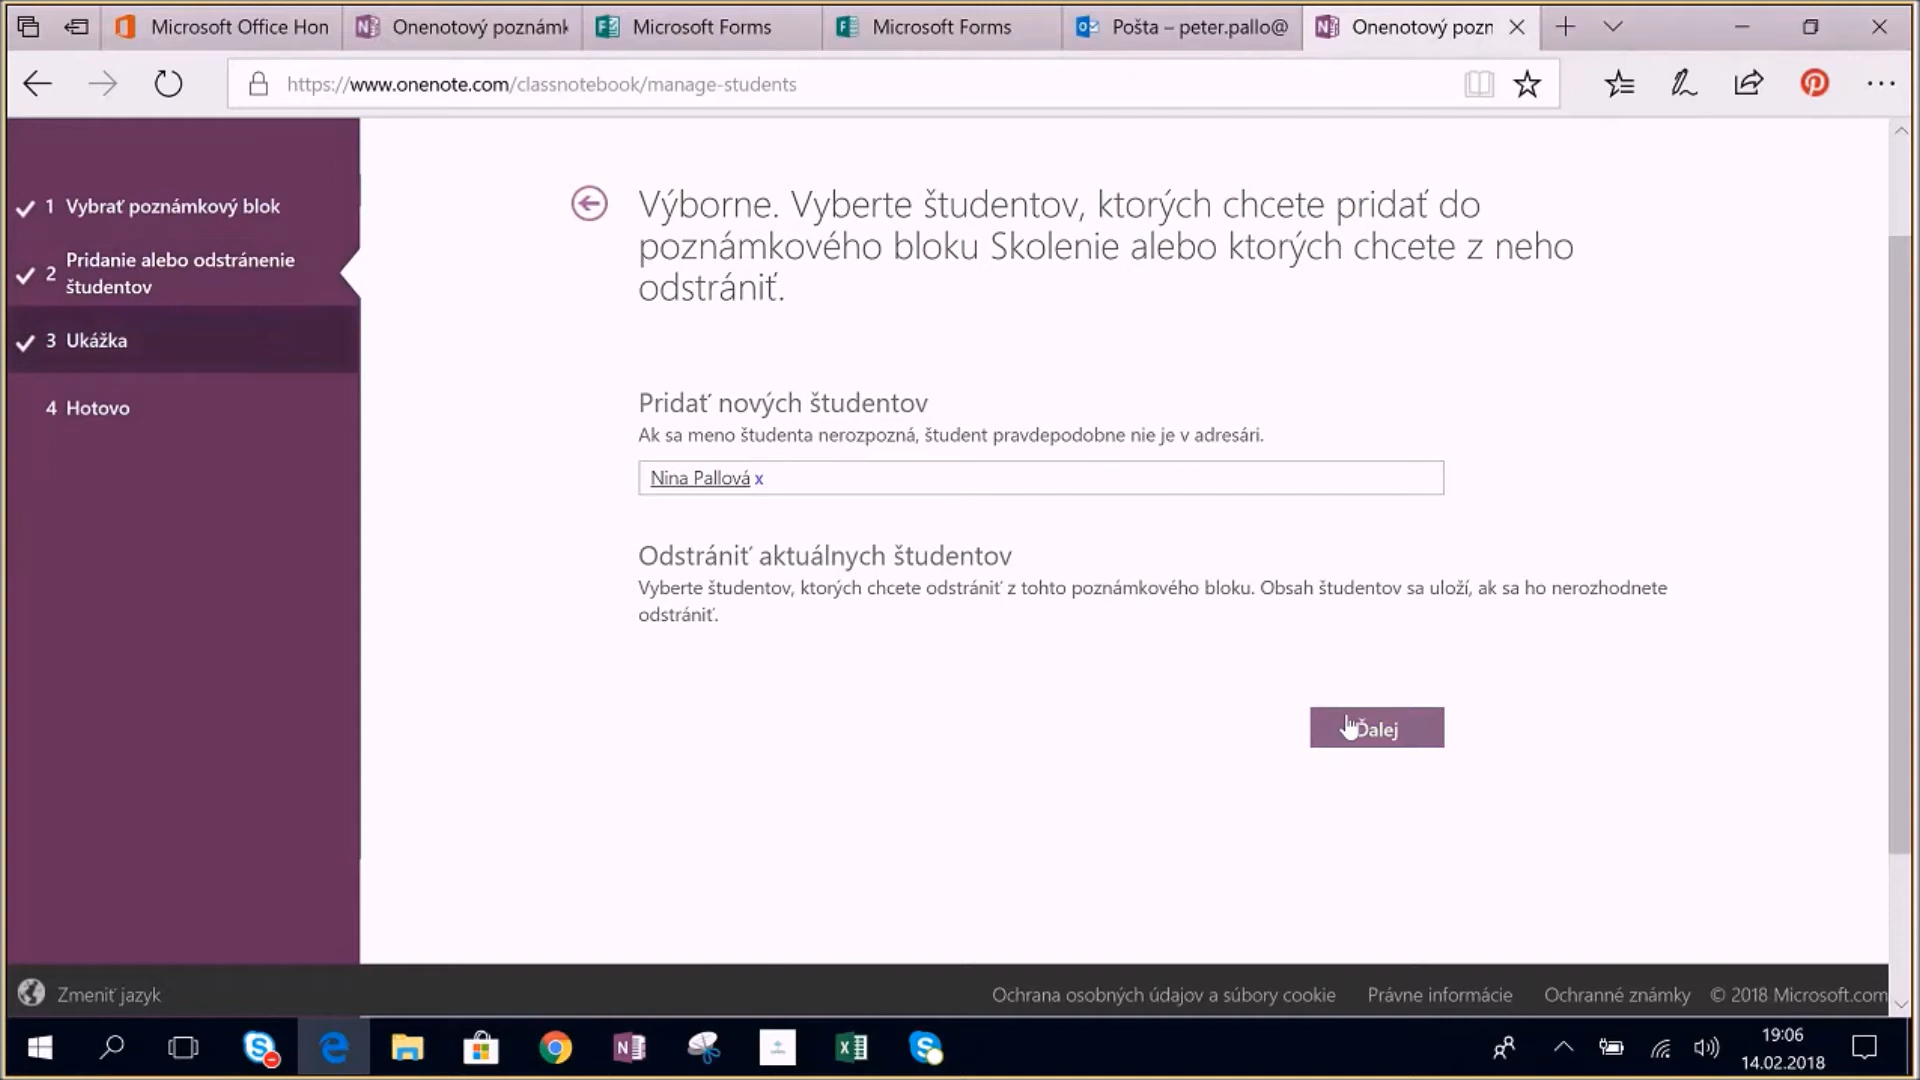 Microsoft Office Hon
Onenotový poznámk
Microsoft Forms
Microsoft Forms
Pošta – peter.pallo@
Onenotový pozn
https://www.onenote.com/classnotebook/manage-students
1 Vybrať poznámkový blok
2 Pridanie alebo odstránenie
študentov
3 Ukážka
4 Hotovo
Výborne. Vyberte študentov, ktorých chcete pridať do
poznámkového bloku Skolenie alebo ktorých chcete z neho
odstrániť.
Pridať nových študentov
Ak sa meno študenta nerozpozná, študent pravdepodobne nie je v adresári.
Nina Pallová x
Odstrániť aktuálnych študentov
Vyberte študentov, ktorých chcete odstrániť z tohto poznámkového bloku. Obsah študentov sa uloží, ak sa ho nerozhodnete
odstrániť.
Ďalej
Zmeniť jazyk
Ochrana osobných údajov a súbory cookie
Právne informácie
Ochranné známky
© 2018 Microsoft.com
19:06
14.02.2018